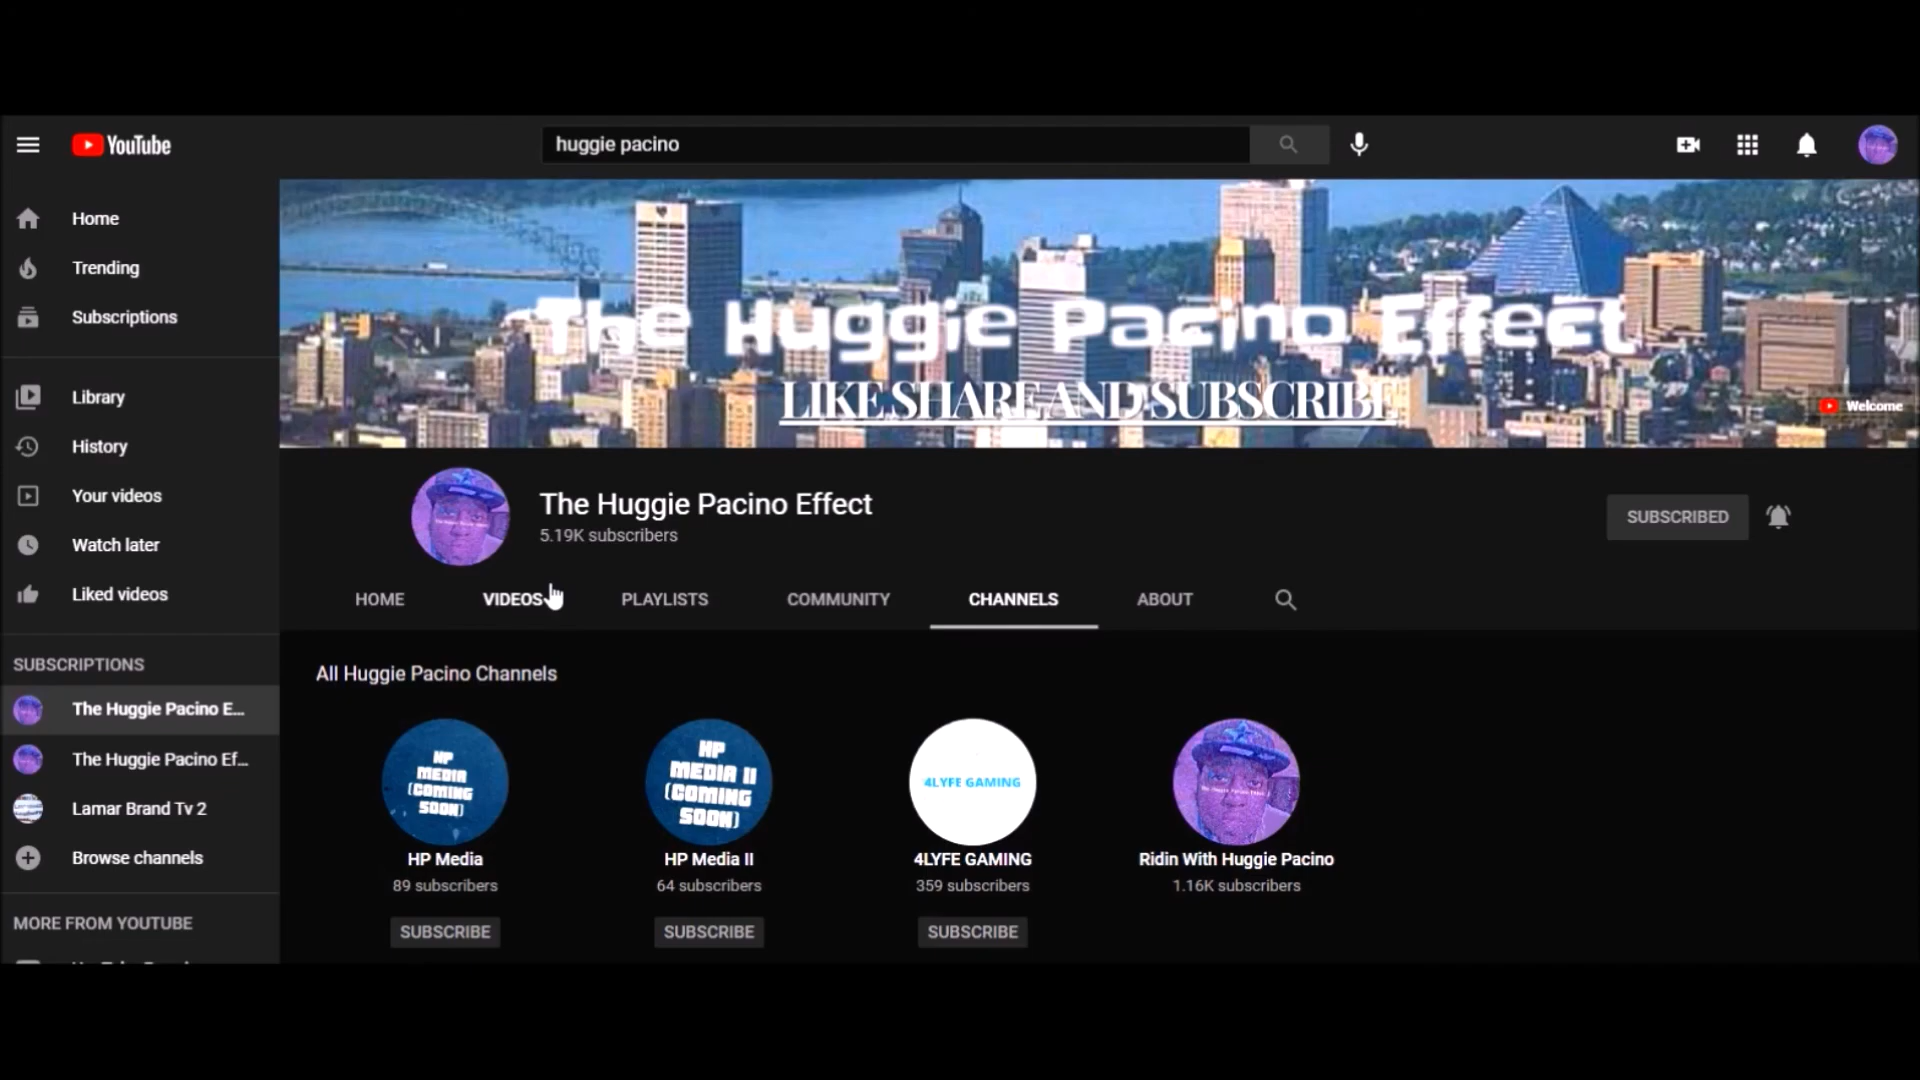 YouTube
huggie pacino
Home
Trending
Subscriptions
Library
History
Your videos
Watch later
Liked videos
SUBSCRIPTIONS
The Huggie Pacino E...
The Huggie Pacino Ef...
Lamar Brand Tv 2
Browse channels
MORE FROM YOUTUBE
The Huggie Pacino Effect
LIKE SHARE AND SUBSCRIBE
Welcome
The Huggie Pacino Effect
5.19K subscribers
SUBSCRIBED
HOME VIDEOS PLAYLISTS COMMUNITY CHANNELS ABOUT
All Huggie Pacino Channels
HP
MEDIA
(COMING
SOON)
HP Media
89 subscribers
SUBSCRIBE
HP
MEDIA II
(COMING
SOON)
HP Media II
64 subscribers
SUBSCRIBE
4LYFE GAMING
4LYFE GAMING
359 subscribers
SUBSCRIBE
Ridin With Huggie Pacino
1.16K subscribers